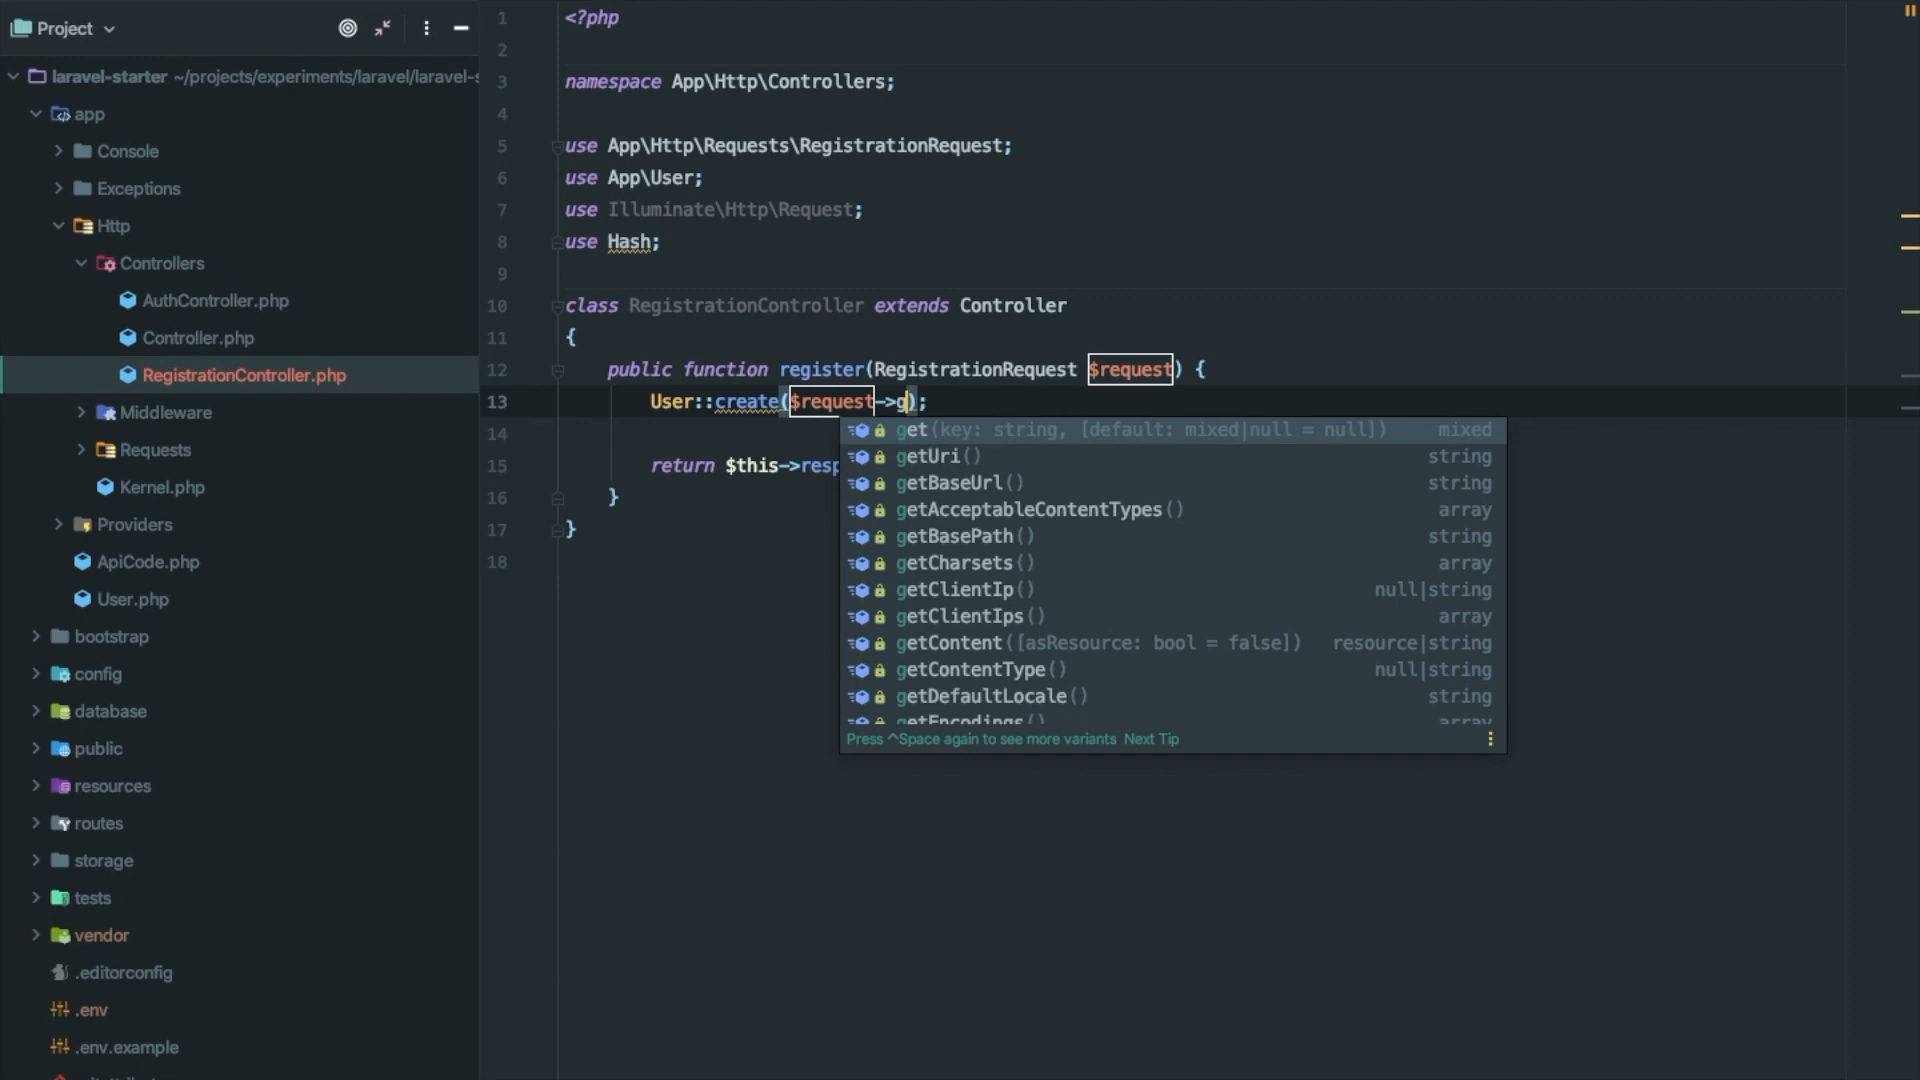 Project
laravel-starter ~/projects/experiments/laravel/laravel-s
app
Console
Exceptions
Http
Controllers
AuthController.php
Controller.php
RegistrationController.php
Middleware
Requests
Kernel.php
Providers
ApiCode.php
User.php
bootstrap
config
database
public
resources
routes
storage
tests
vendor
.editorconfig
.env
.env.example
1 <?php
2
3 namespace App\Http\Controllers;
4
5 use App\Http\Requests\RegistrationRequest;
6 use App\User;
7 use Illuminate\Http\Request;
8 use Hash;
9
10 class RegistrationController extends Controller
11 {
12 public function register(RegistrationRequest $request) {
13 User::create($request->g);
14
15 return $this->resp
16 }
17 }
18
get(key: string, [default: mixed|null = null]) mixed
getUri() string
getBaseUrl() string
getAcceptableContentTypes() array
getBasePath() string
getCharsets() array
getClientIp() null|string
getClientIps() array
getContent([asResource: bool = false]) resource|string
getContentType() null|string
getDefaultLocale() string
getEncodings() array
Press ^Space again to see more variants Next Tip